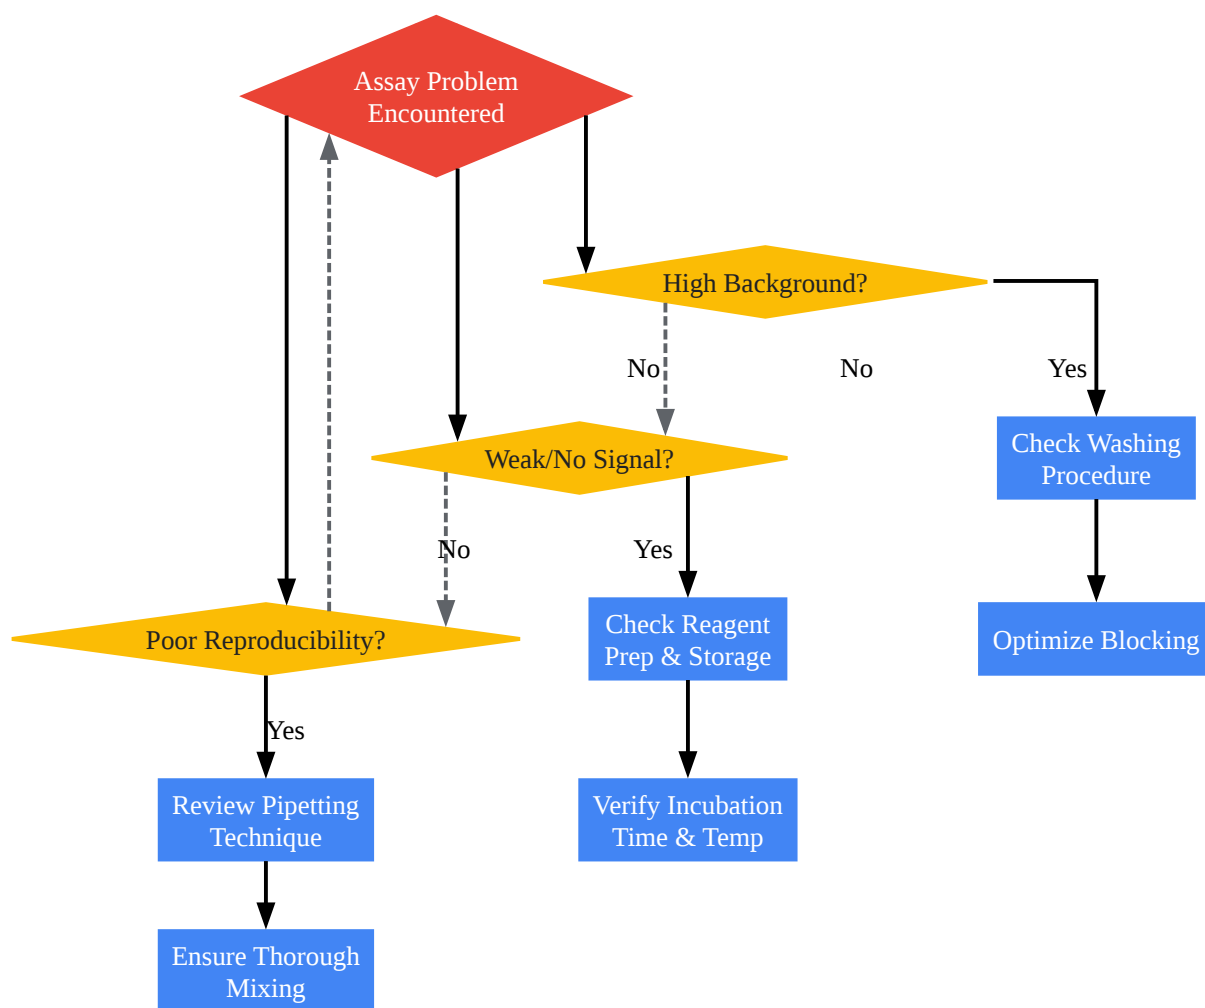 Assay Problem
Encountered
High Background?
No
No
Yes
Weak/No Signal?
Check Washing
Procedure
No
Yes
Poor Reproducibility?
Check Reagent
Prep & Storage
Optimize Blocking
Yes
Review Pipetting
Technique
Verify Incubation
Time & Temp
Ensure Thorough
Mixing